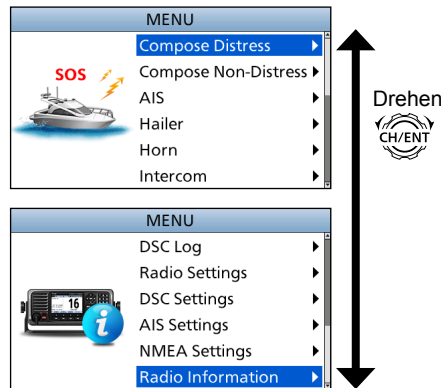 MENU
Compose Distress
SOS
Compose Non-Distress
AIS
Hailer
Horn
Intercom
Drehen
CH/ENT
MENU
DSC Log
Radio Settings
DSC Settings
16
AIS Settings
NMEA Settings
Radio Information